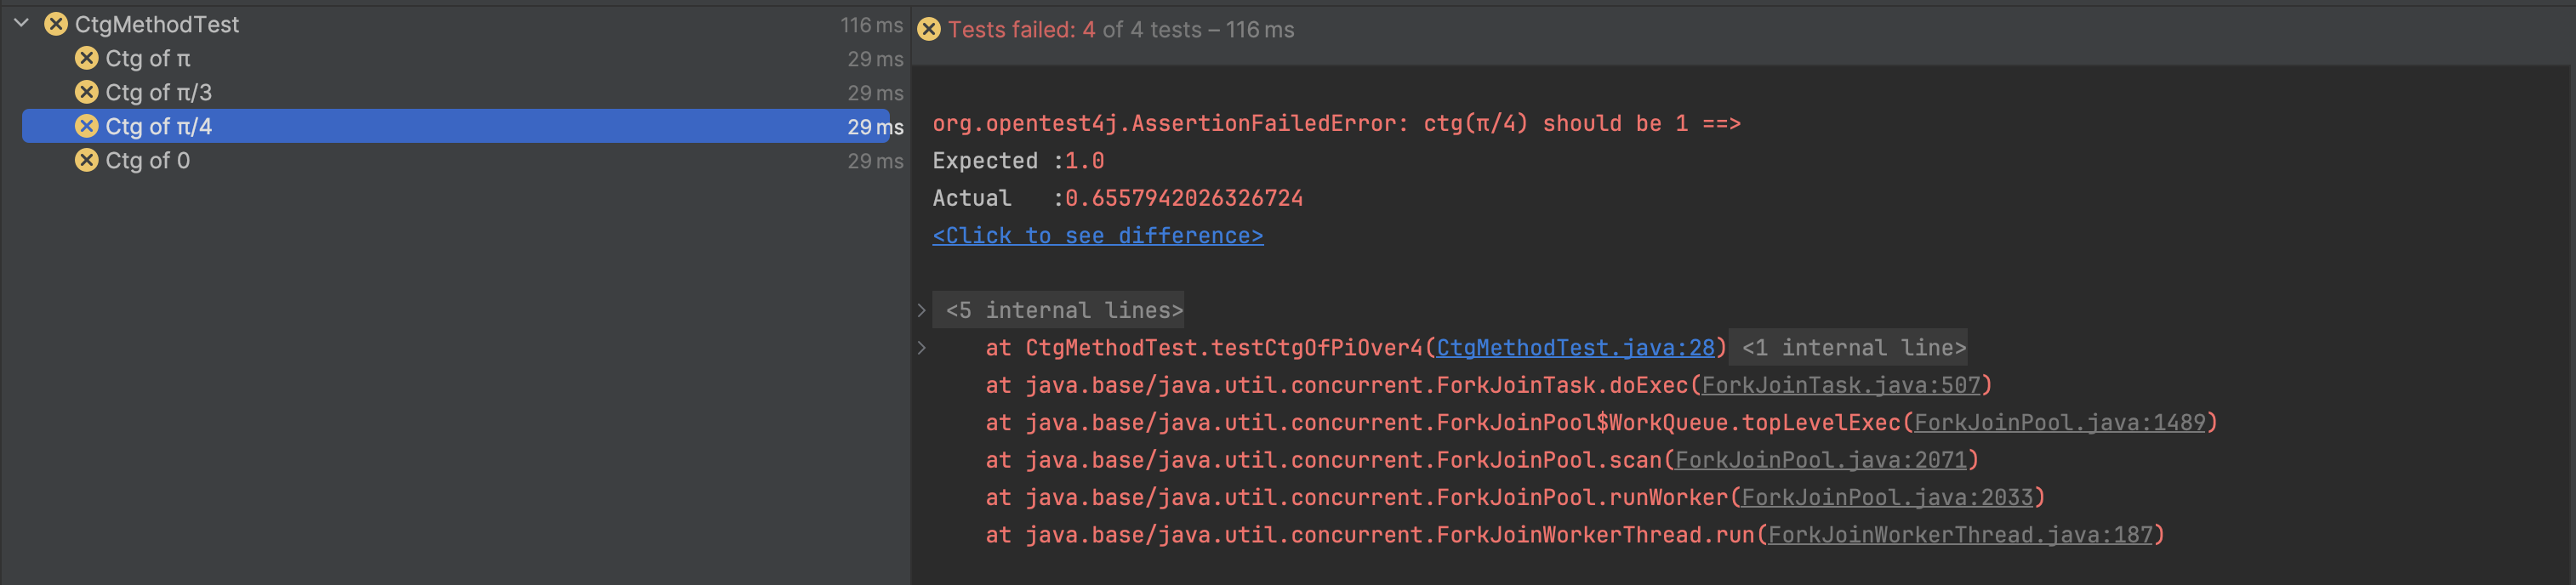 CtgMethodTest 116 ms
Ctg of π 29 ms
Ctg of π/3 29 ms
Ctg of π/4 29 ms
Ctg of 0 29 ms
Tests failed: 4 of 4 tests – 116 ms
org.opentest4j.AssertionFailedError: ctg(π/4) should be 1 ==>
Expected :1.0
Actual   :0.6557942026326724
<Click to see difference>
<5 internal lines>
at CtgMethodTest.testCtgOfPiOver4(CtgMethodTest.java:28) <1 internal line>
at java.base/java.util.concurrent.ForkJoinTask.doExec(ForkJoinTask.java:507)
at java.base/java.util.concurrent.ForkJoinPool$WorkQueue.topLevelExec(ForkJoinPool.java:1489)
at java.base/java.util.concurrent.ForkJoinPool.scan(ForkJoinPool.java:2071)
at java.base/java.util.concurrent.ForkJoinPool.runWorker(ForkJoinPool.java:2033)
at java.base/java.util.concurrent.ForkJoinWorkerThread.run(ForkJoinWorkerThread.java:187)